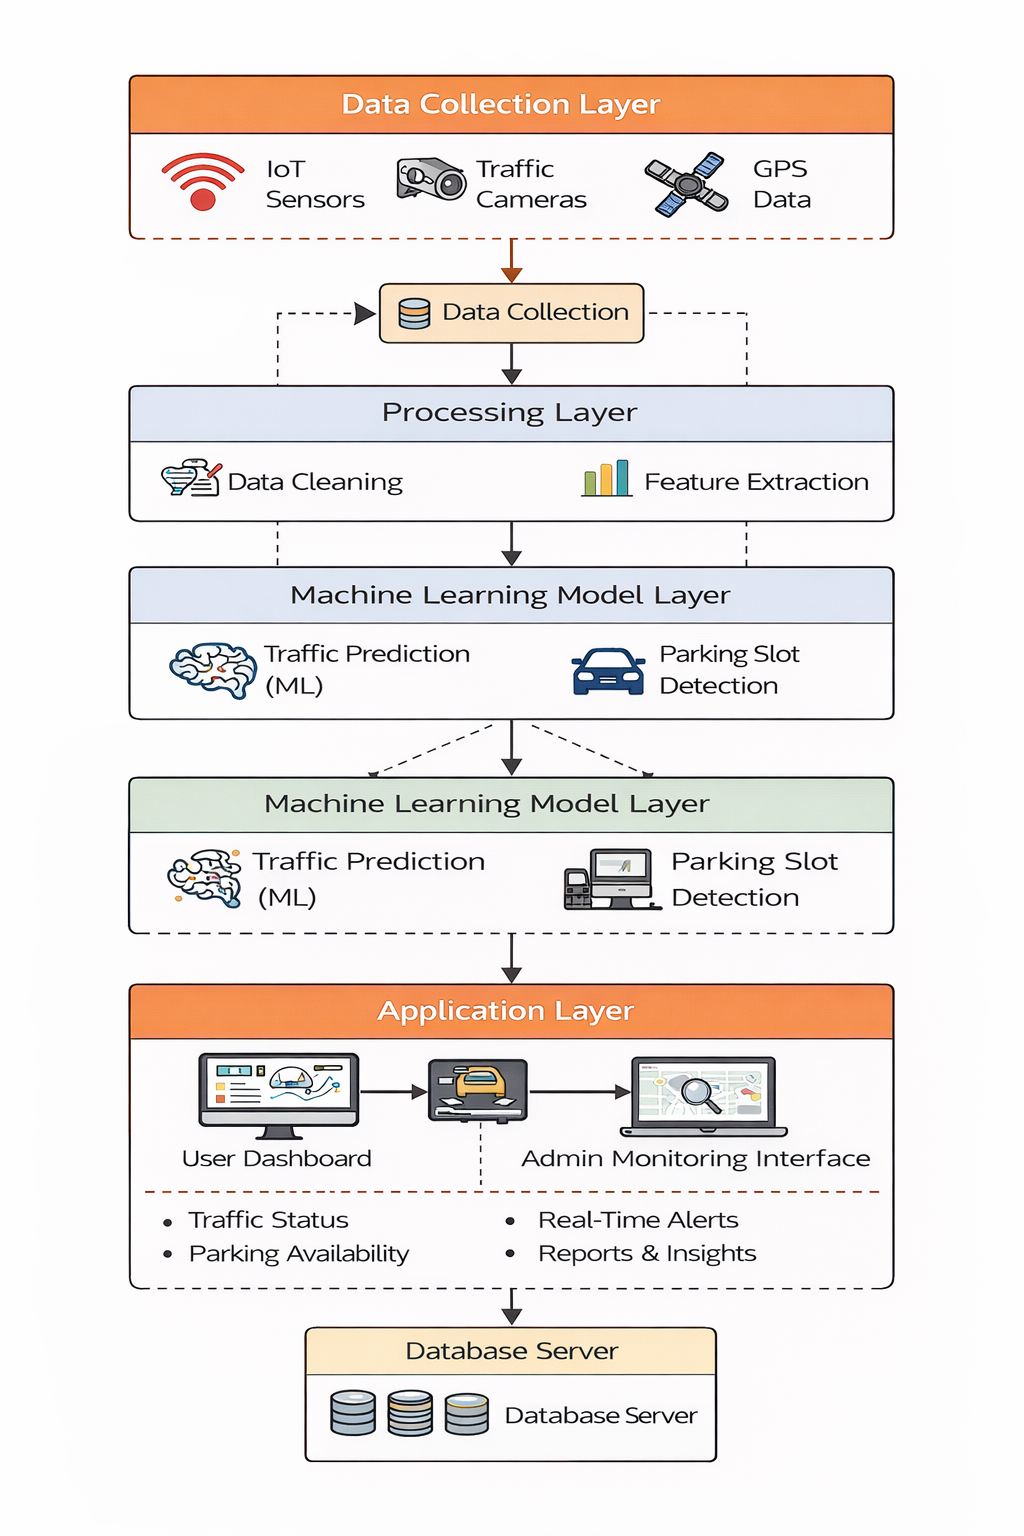 Data Collection Layer
IoT
Sensors
Traffic
Cameras
GPS
Data
Data Collection
Processing Layer
Data Cleaning
Feature Extraction
Machine Learning Model Layer
Traffic Prediction
(ML)
Parking Slot
Detection
Machine Learning Model Layer
Traffic Prediction
(ML)
Parking Slot
Detection
Application Layer
User Dashboard
Admin Monitoring Interface
• Traffic Status
• Parking Availability
• Real-Time Alerts
• Reports & Insights
Database Server
Database Server